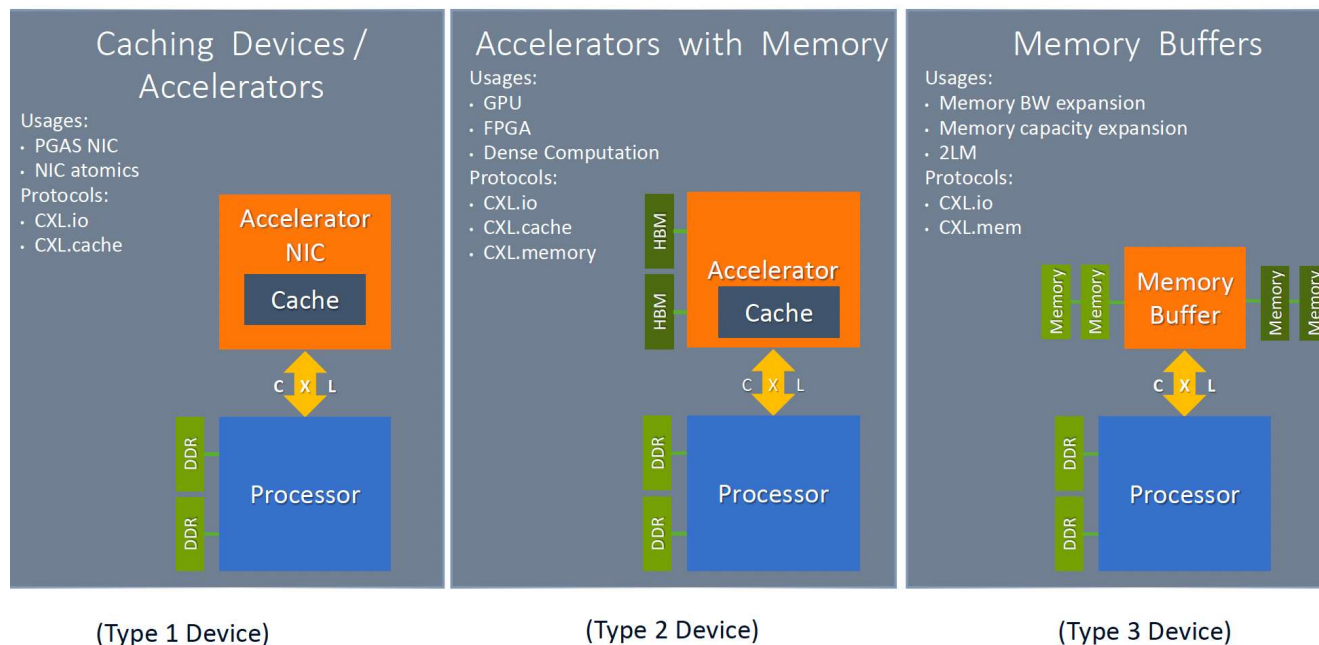 Caching Devices /
Accelerators
Usages:
• PGAS NIC
• NIC atomics
Protocols:
• CXL.io
• CXL.cache
Accelerator
NIC
Cache
C X L
DDR
DDR
Processor
(Type 1 Device)
Accelerators with Memory
Usages:
• GPU
• FPGA
• Dense Computation
Protocols:
• CXL.io
• CXL.cache
• CXL.memory
HBM
HBM
Accelerator
Cache
C X L
DDR
DDR
Processor
(Type 2 Device)
Memory Buffers
Usages:
• Memory BW expansion
• Memory capacity expansion
• 2LM
Protocols:
• CXL.io
• CXL.mem
Memory
Memory
Memory
Buffer
Memory
Memory
C X L
DDR
DDR
Processor
(Type 3 Device)